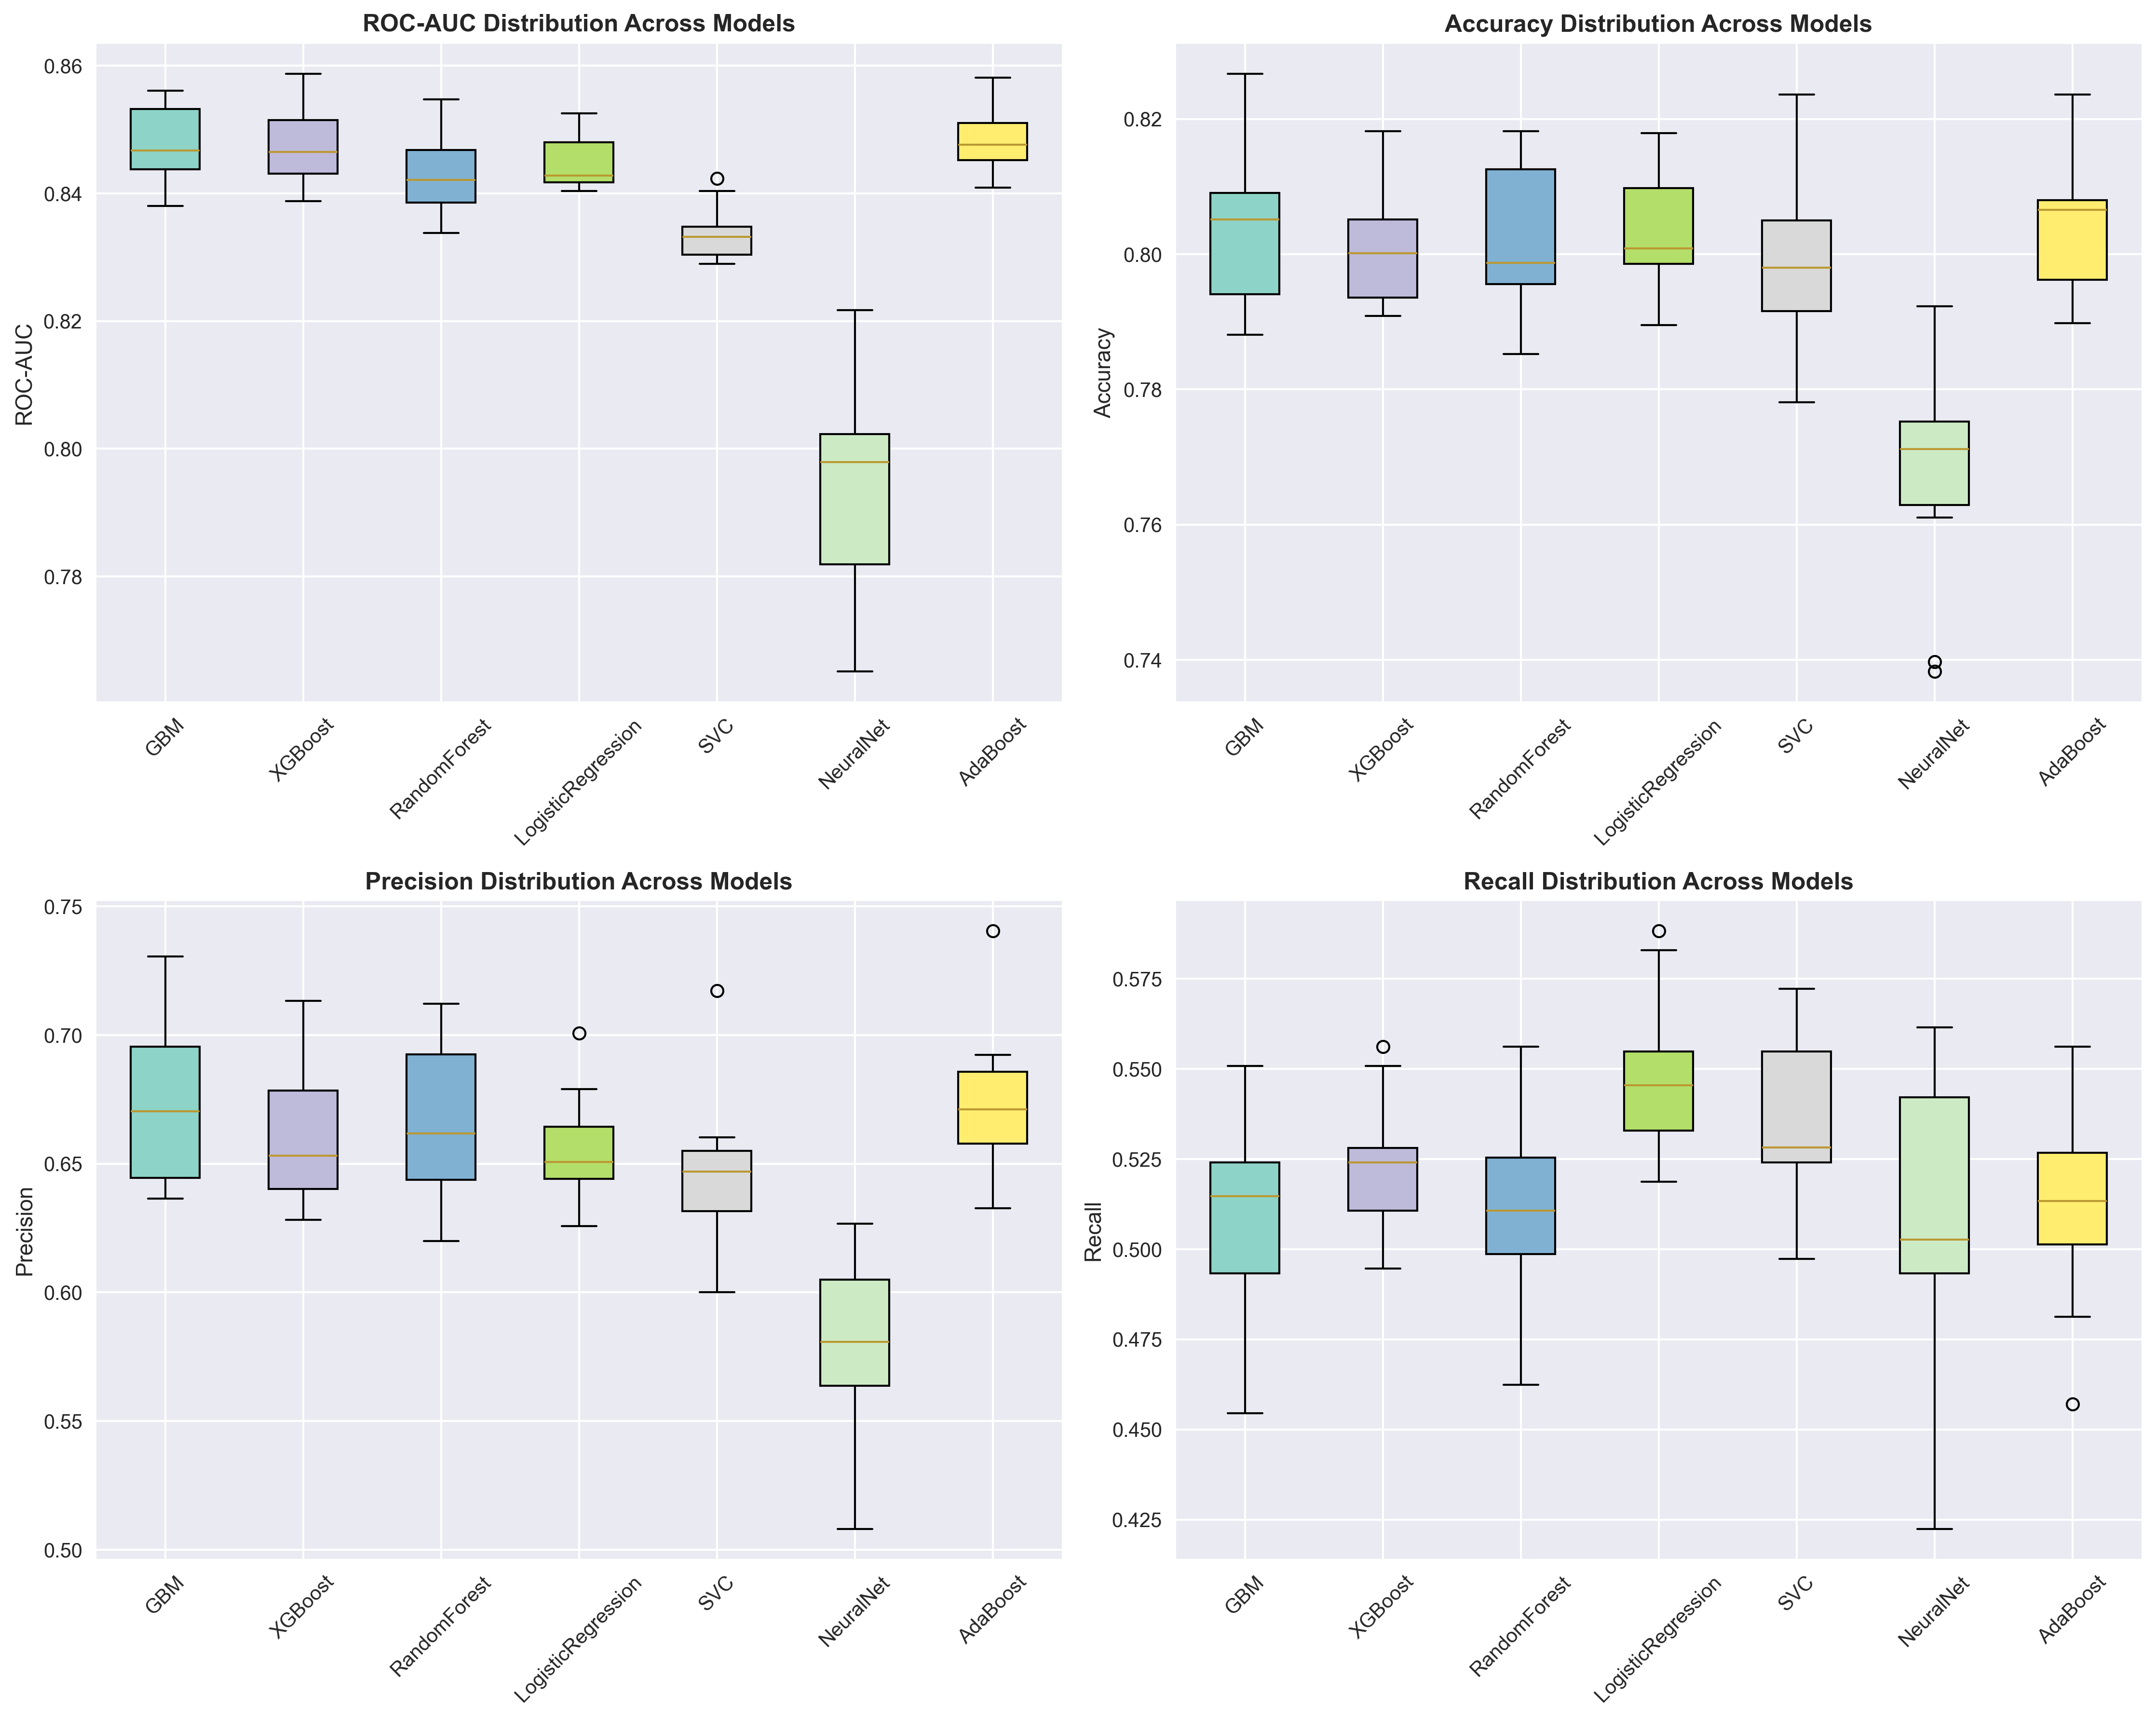 ROC-AUC Distribution Across Models
ROC-AUC
0.86
0.84
0.82
0.80
0.78
GBM
XGBoost
RandomForest
LogisticRegression
SVC
NeuralNet
AdaBoost
Accuracy Distribution Across Models
Accuracy
0.82
0.80
0.78
0.76
0.74
GBM
XGBoost
RandomForest
LogisticRegression
SVC
NeuralNet
AdaBoost
Precision Distribution Across Models
Precision
0.75
0.70
0.65
0.60
0.55
0.50
GBM
XGBoost
RandomForest
LogisticRegression
SVC
NeuralNet
AdaBoost
Recall Distribution Across Models
Recall
0.575
0.550
0.525
0.500
0.475
0.450
0.425
GBM
XGBoost
RandomForest
LogisticRegression
SVC
NeuralNet
AdaBoost